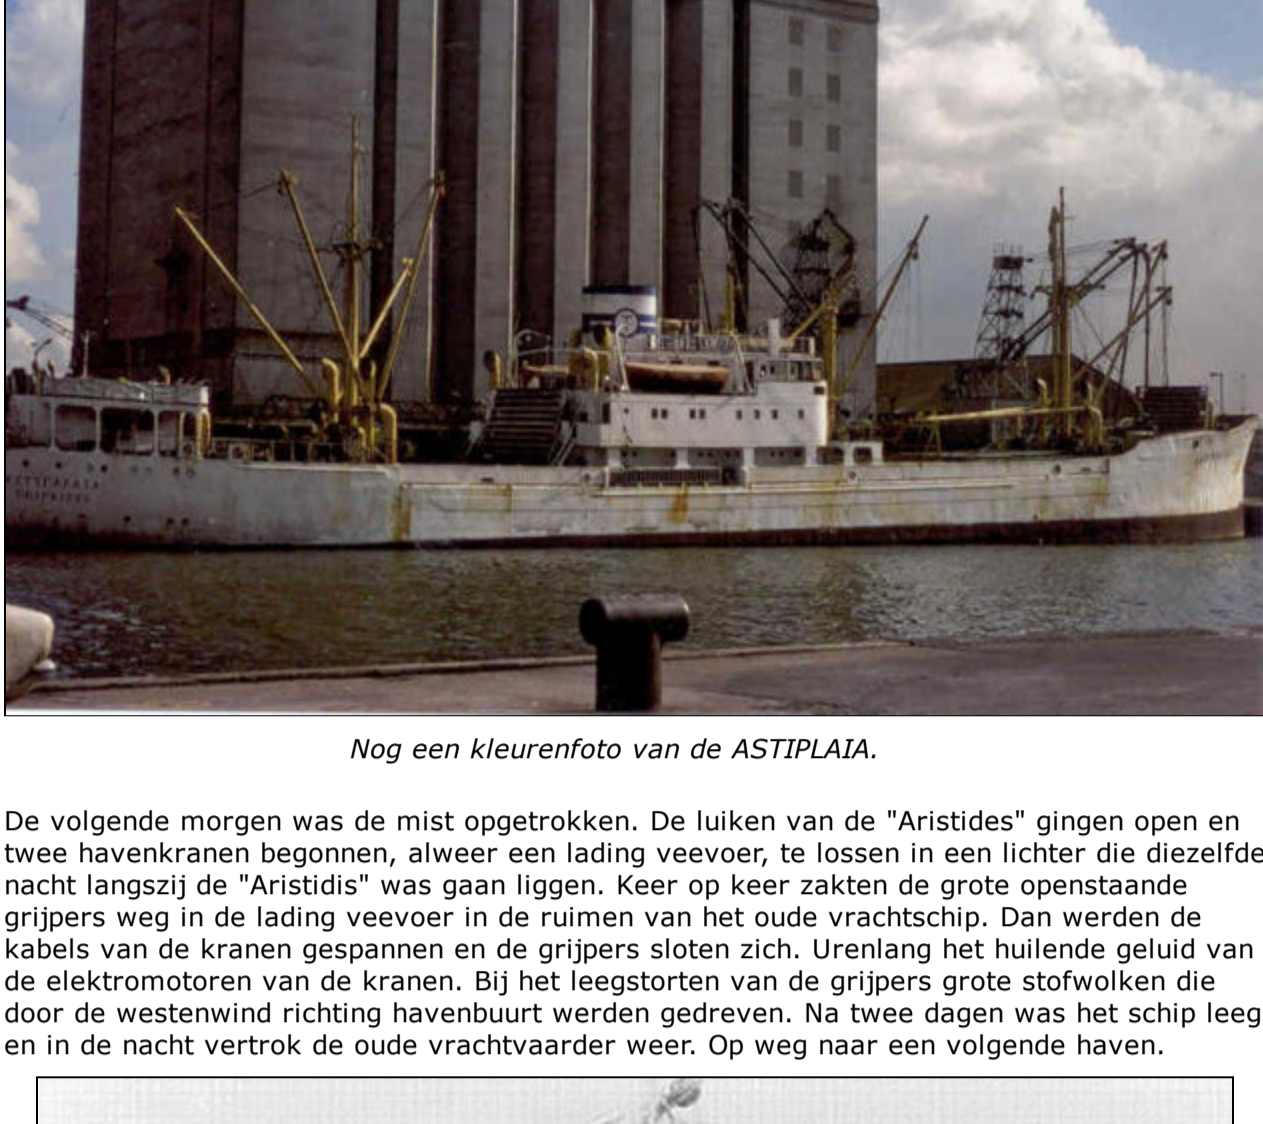 Nog een kleurenfoto van de ASTIPLAIA.
De volgende morgen was de mist opgetrokken. De luiken van de "Aristides" gingen open en
twee havenkranen begonnen, alweer een lading veevoer, te lossen in een lichter die diezelfde
nacht langszij de "Aristidis" was gaan liggen. Keer op keer zakten de grote openstaande
grijpers weg in de lading veevoer in de ruimen van het oude vrachtschip. Dan werden de
kabels van de kranen gespannen en de grijpers sloten zich. Urenlang het huilende geluid van
de elektromotoren van de kranen. Bij het leegstorten van de grijpers grote stofwolken die
door de westenwind richting havenbuurt werden gedreven. Na twee dagen was het schip leeg
en in de nacht vertrok de oude vrachtvaarder weer. Op weg naar een volgende haven.